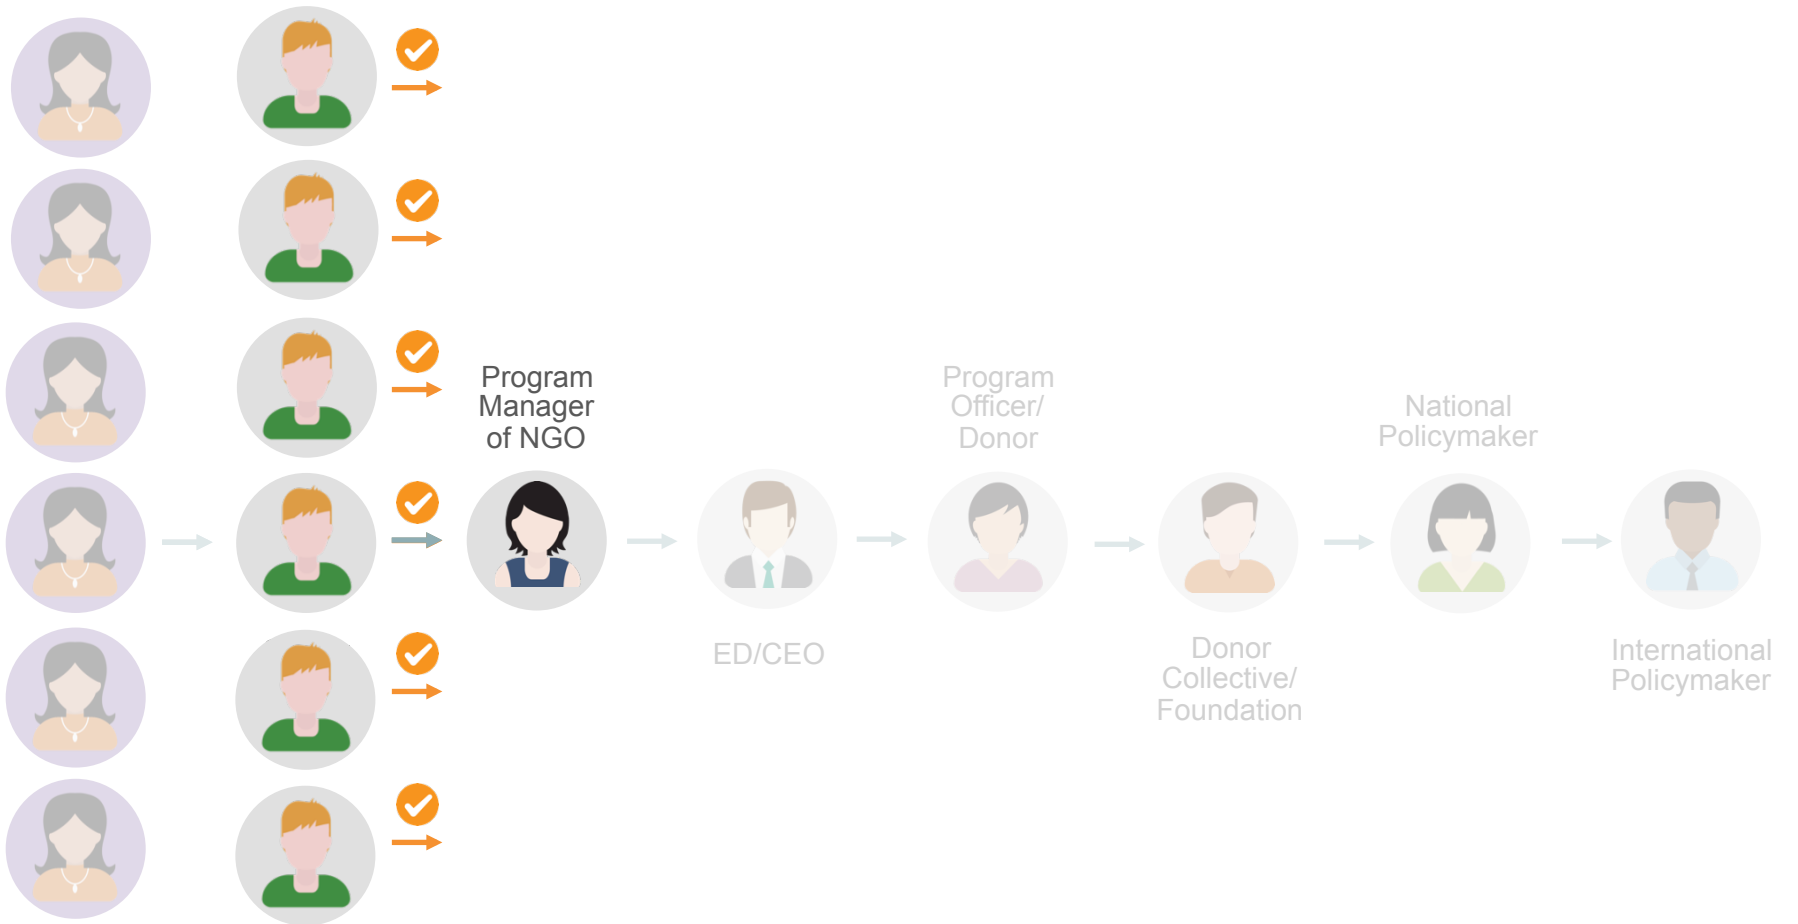 Program
Manager
of NGO
ED/CEO
Program
Officer/
Donor
Donor
Collective/
Foundation
National
Policymaker
International
Policymaker